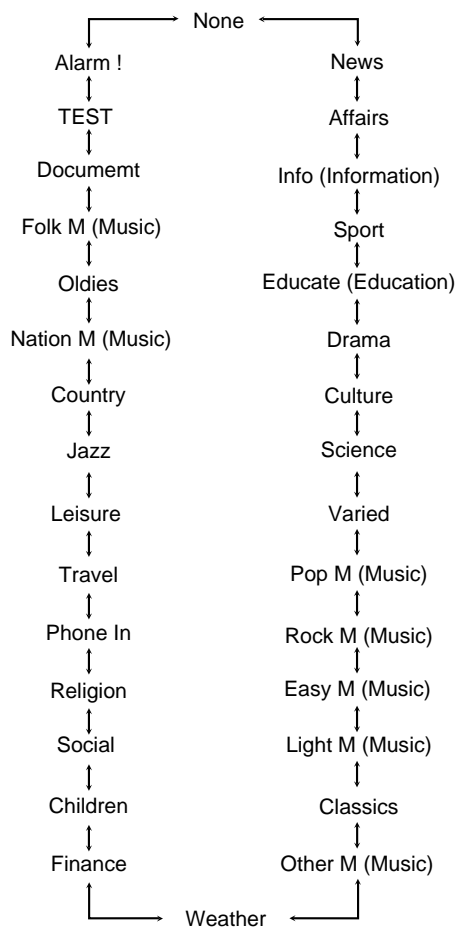 None
Alarm !
News
TEST
Affairs
Documemt
Info (Information)
Folk M (Music)
Sport
Oldies
Educate (Education)
Nation M (Music)
Drama
Country
Culture
Jazz
Science
Leisure
Varied
Travel
Pop M (Music)
Phone In
Rock M (Music)
Religion
Easy M (Music)
Social
Light M (Music)
Children
Classics
Finance
Other M (Music)
Weather